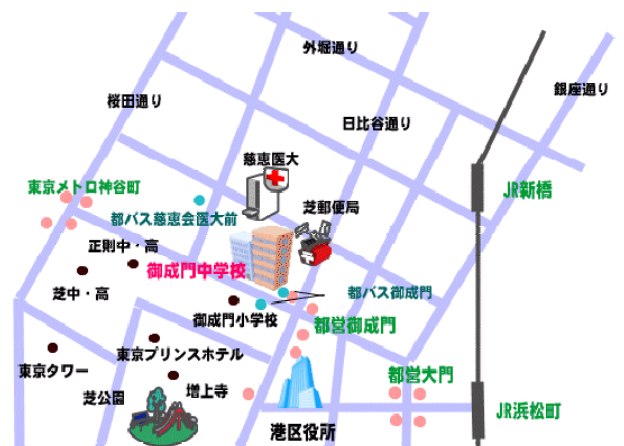 外堀通り
銀座通り
桜田通り
日比谷通り
慈恵医大
東京メトロ神谷町
JR新橋
芝郵便局
都バス慈恵会医大前
正則中・高
御成門中学校
芝中・高
都バス御成門
御成門小学校
都営御成門
東京プリンスホテル
東京タワー
都営大門
増上寺
芝公園
JR浜松町
港区役所